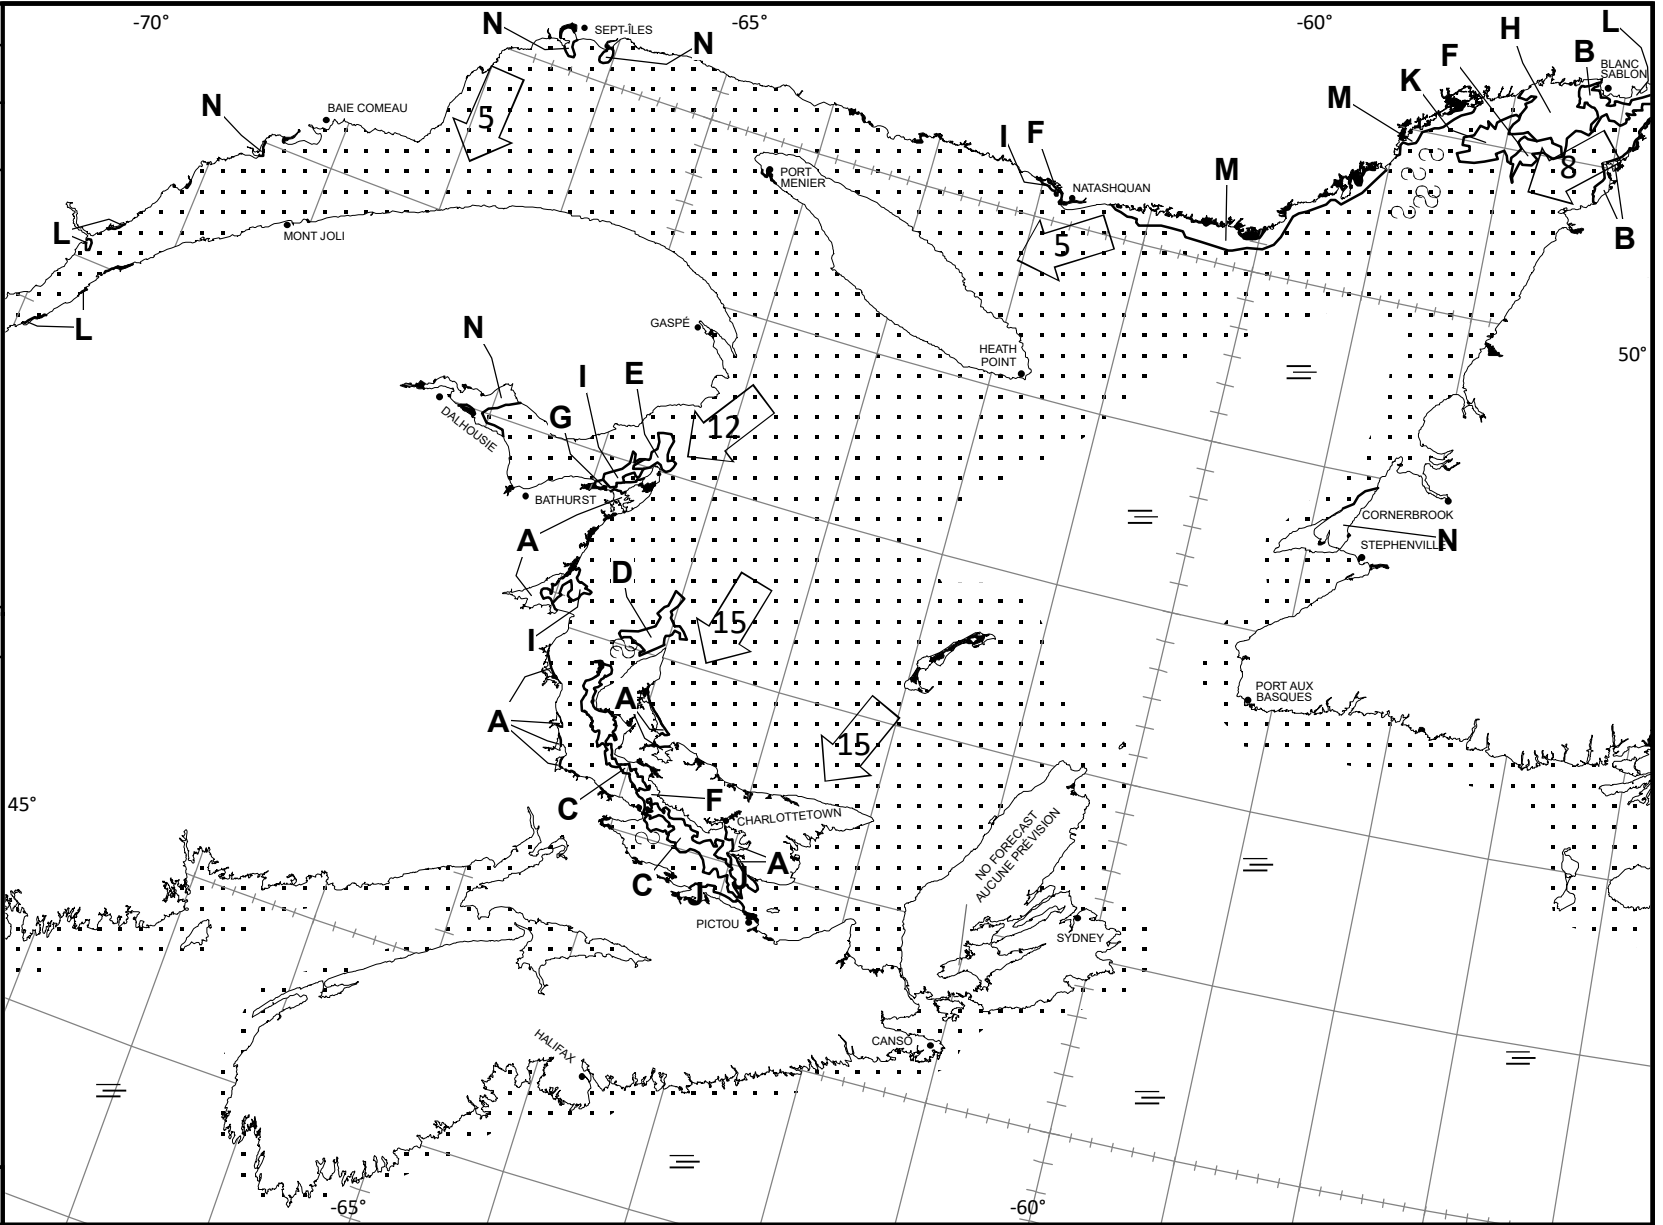 -70°
-65°
-60°
N
SEPT-ÎLES
N
H
L
F
B
BLANC
SABLON
K
M
N
BAIE COMEAU
5
I
F
8
PORT
MENIER
M
NATASHQUAN
L
MONT JOLI
5
B
L
N
GASPÉ
HEATH
POINT
50°
I
E
G
12
DALHOUSIE
BATHURST
CORNERBROOK
A
N
STEPHENVILLE
D
15
I
A
A
PORT AUX
BASQUES
15
45°
C
F
CHARLOTTETOWN
NO FORECAST
AUCUNE PRÉVISION
A
C
J
J
PICTOU
SYDNEY
HALIFAX
CANSO
-65°
-60°